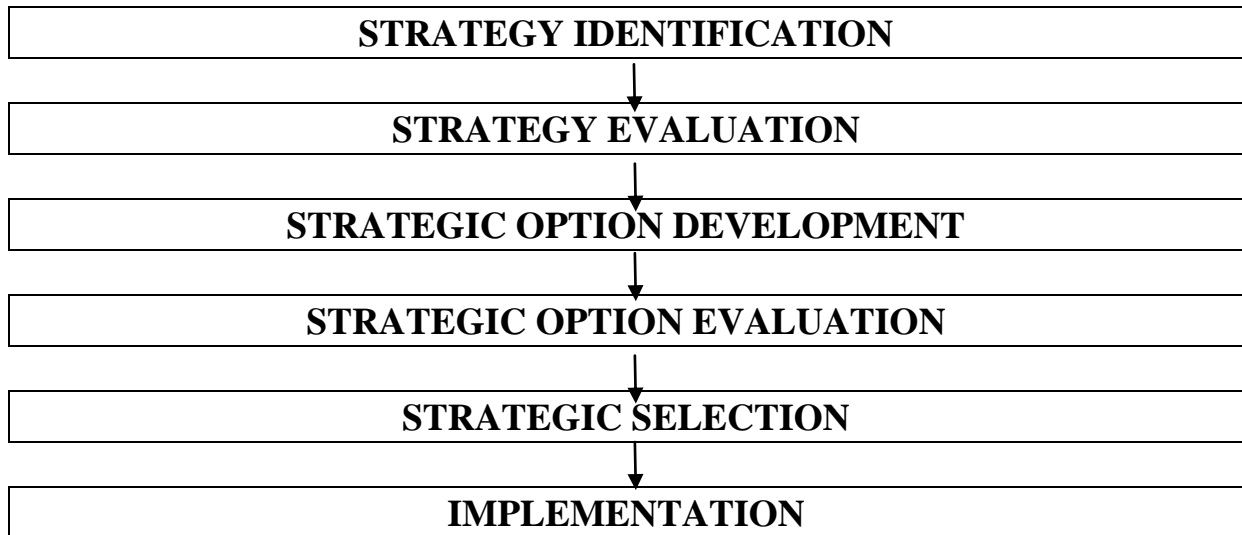 STRATEGY IDENTIFICATION
STRATEGY EVALUATION
STRATEGIC OPTION DEVELOPMENT
STRATEGIC OPTION EVALUATION
STRATEGIC SELECTION
IMPLEMENTATION